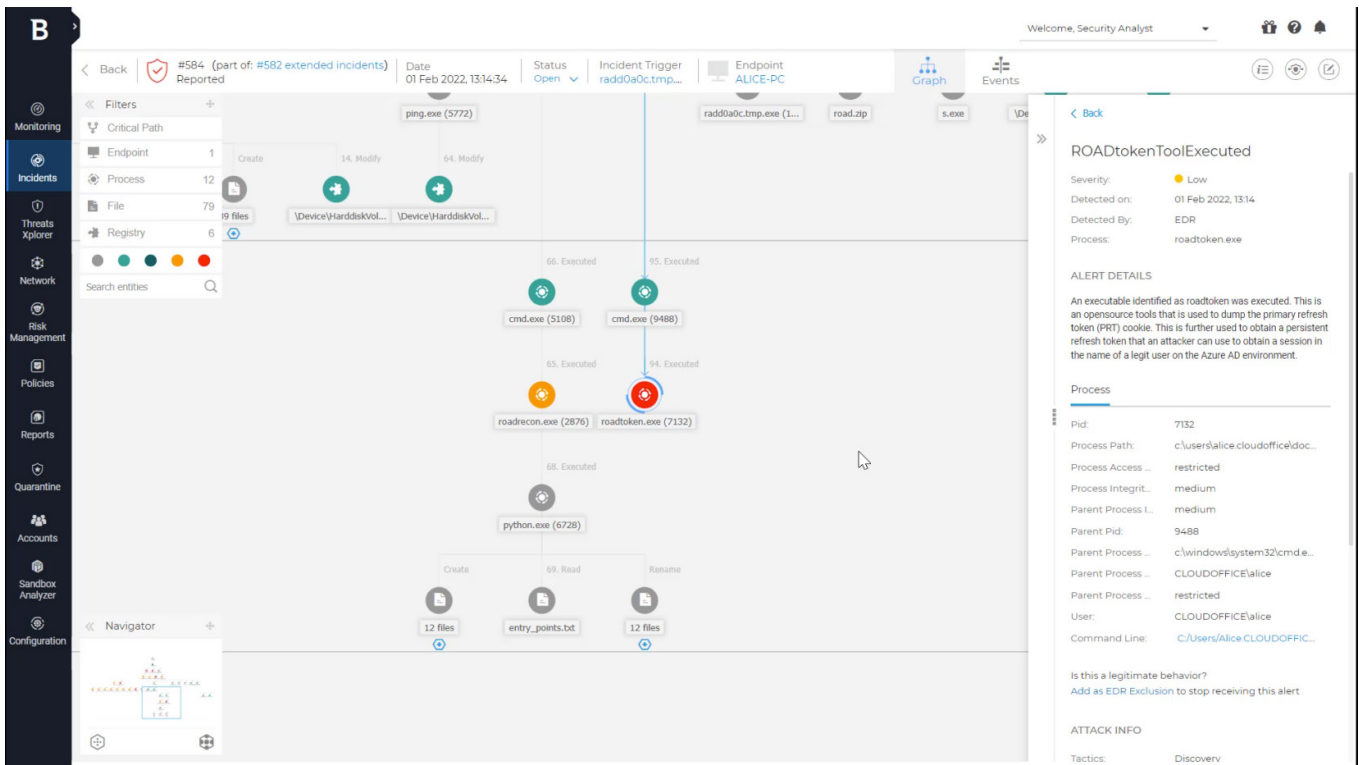 B
Welcome, Security Analyst
Back
#584 (part of: #582 extended incidents)
Reported
Date
01 Feb 2022, 13:14:34
Status
Open
Incident Trigger
radd0a0c.tmp....
Endpoint
ALICE-PC
Graph
Events
Monitoring
Incidents
Threats
Xplorer
Network
Risk
Management
Policies
Reports
Quarantine
Accounts
Sandbox
Analyzer
Configuration
Filters
Critical Path
Endpoint 1
Process 12
File 79
Registry 6
Search entities
ping.exe (5772)
radd0a0c.tmp.exe (1...
road.zip
s.exe
\De
Create
14. Modify
64. Modify
9 files
\Device\HarddiskVol...
\Device\HarddiskVol...
66. Executed
95. Executed
cmd.exe (5108)
cmd.exe (9488)
65. Executed
94. Executed
roadrecon.exe (2876)
roadtoken.exe (7132)
68. Executed
python.exe (6728)
Create
69. Read
Rename
12 files
entry_points.txt
12 files
Navigator
Back
ROADtokenToolExecuted
Severity: Low
Detected on: 01 Feb 2022, 13:14
Detected By: EDR
Process: roadtoken.exe
ALERT DETAILS
An executable identified as roadtoken was executed. This is
an opensource tools that is used to dump the primary refresh
token (PRT) cookie. This is further used to obtain a persistent
refresh token that an attacker can use to obtain a session in
the name of a legit user on the Azure AD environment.
Process
Pid: 7132
Process Path: c:\users\alice.cloudoffice\doc...
Process Access ... restricted
Process Integrit... medium
Parent Process I... medium
Parent Pid: 9488
Parent Process ... c:\windows\system32\cmd.e...
Parent Process ... CLOUDOFFICE\alice
Parent Process ... restricted
User: CLOUDOFFICE\alice
Command Line: C:/Users/Alice.CLOUDOFFIC...
Is this a legitimate behavior?
Add as EDR Exclusion to stop receiving this alert
ATTACK INFO
Tactics: Discovery